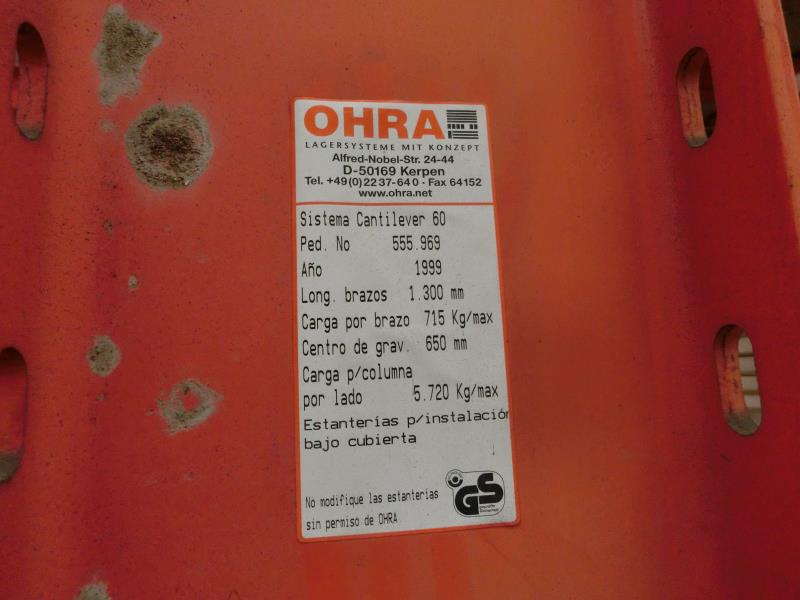 OHRA
LAGERSYSTEME MIT KONZEPT
Alfred-Nobel-Str. 24-44
D-50169 Kerpen
Tel. +49(0)2237-640 · Fax 64152
www.ohra.net
Sistema Cantilever 60
Ped. No 555.969
Año 1999
Long. brazos 1.300 mm
Carga por brazo 715 Kg/max
Centro de grav. 650 mm
Carga p/columna
por lado 5.720 Kg/max
Estanterías p/instalación
bajo cubierta
No modifique las estanterías
sin permiso de OHRA
GS
geprüfte
Sicherheit